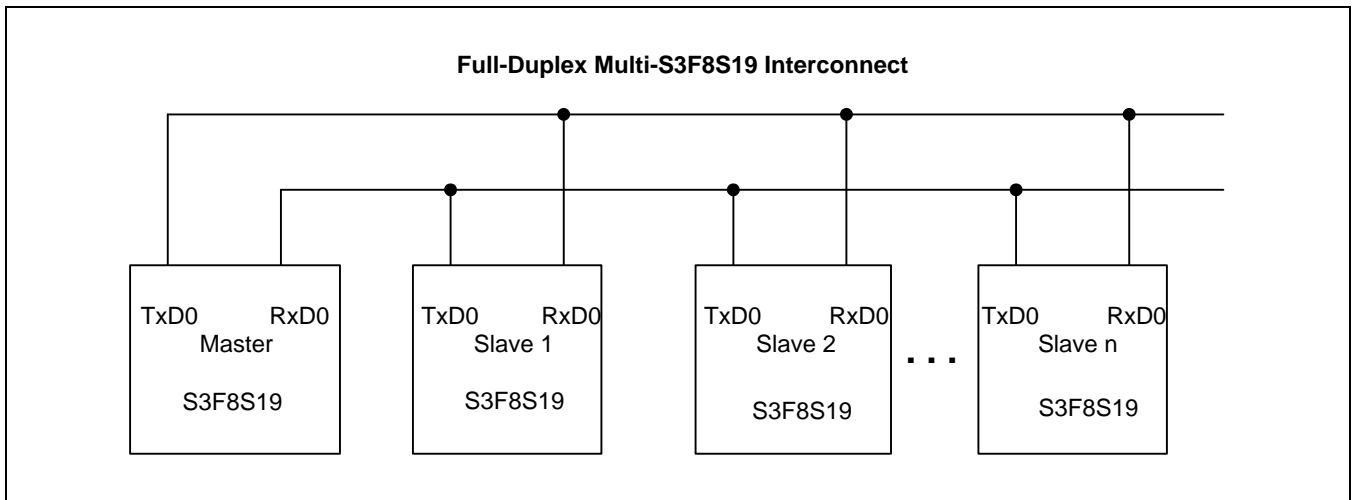 Full-Duplex Multi-S3F8S19 Interconnect
TxD0 RxD0
Master
S3F8S19
TxD0 RxD0
Slave 1
S3F8S19
TxD0 RxD0
Slave 2
S3F8S19
. . .
TxD0 RxD0
Slave n
S3F8S19